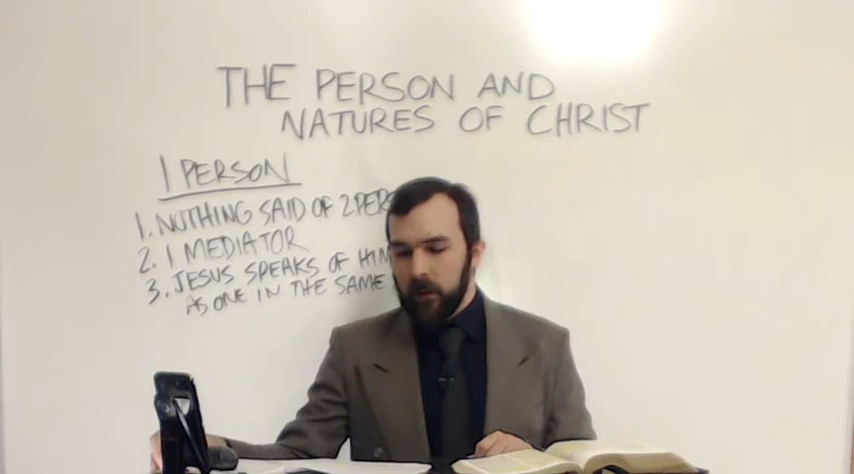 THE PERSON AND
NATURES OF CHRIST
1 PERSON
1. NOTHING SAID OF 2 PERS
2. 1 MEDIATOR
3. JESUS SPEAKS OF HIM
AS ONE IN THE SAME